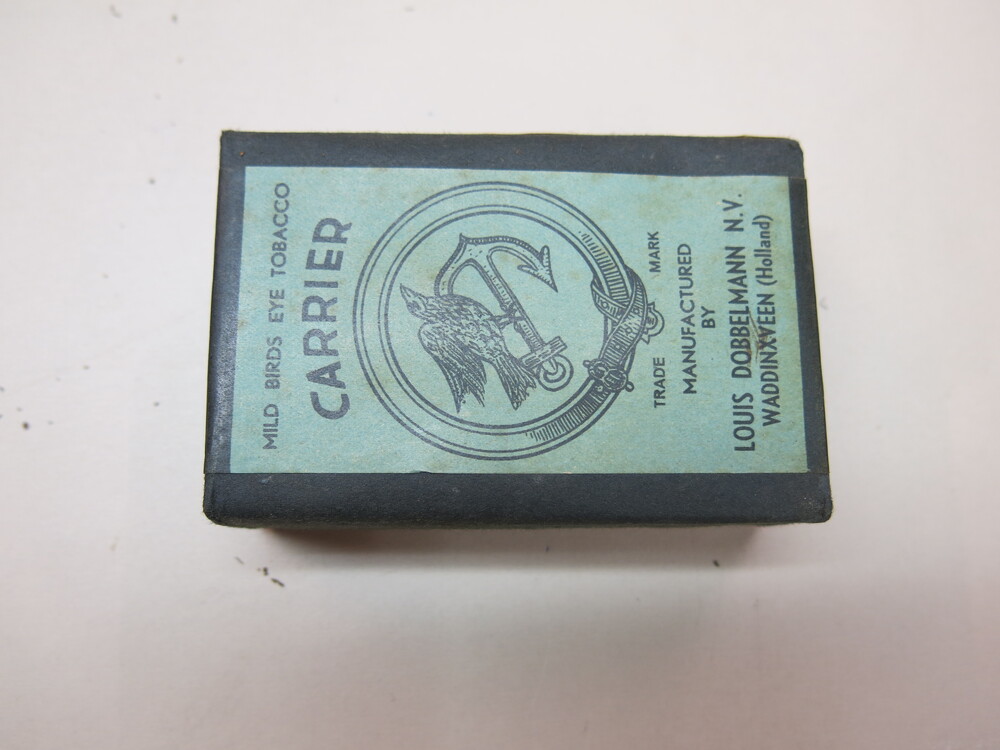 MILD BIRDS EYE TOBACCO
CARRIER
TRADE MARK
MANUFACTURED
BY
LOUIS DOBBELMANN N.V.
WADDINXVEEN (Holland)